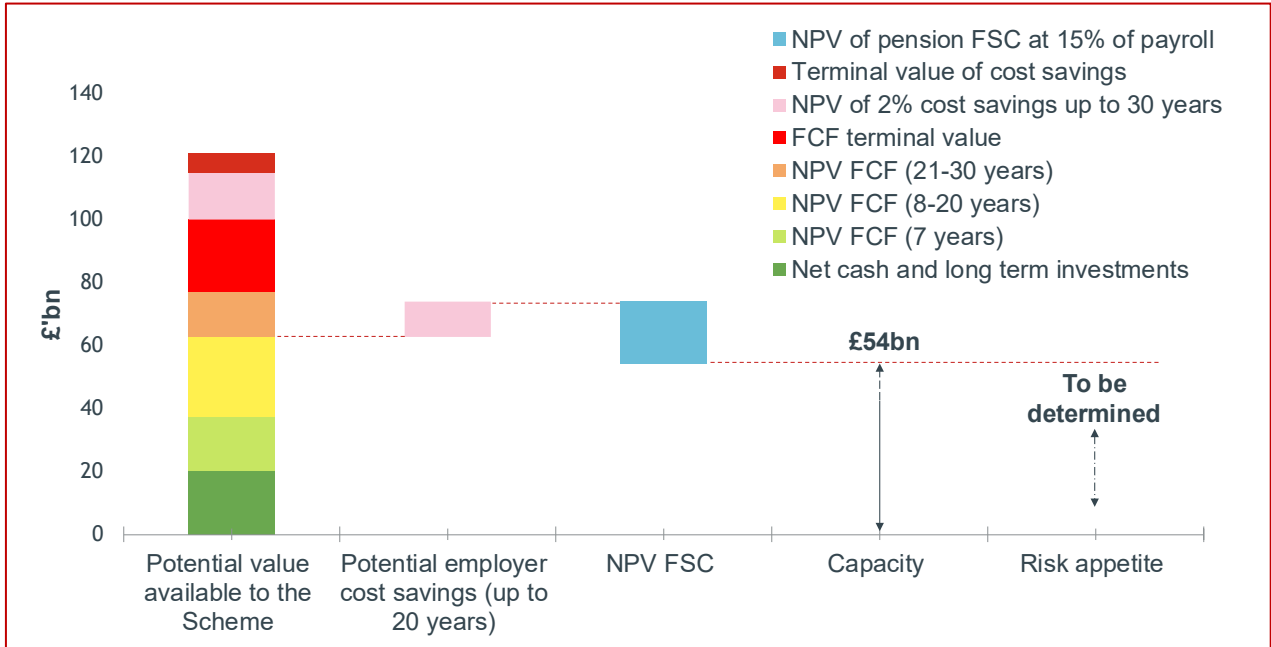 NPV of pension FSC at 15% of payroll
Terminal value of cost savings
NPV of 2% cost savings up to 30 years
FCF terminal value
NPV FCF (21-30 years)
NPV FCF (8-20 years)
NPV FCF (7 years)
Net cash and long term investments
140
120
100
80
60
40
20
0
£'bn
£54bn
To be
determined
Potential value
available to the
Scheme
Potential employer
cost savings (up to
20 years)
NPV FSC
Capacity
Risk appetite